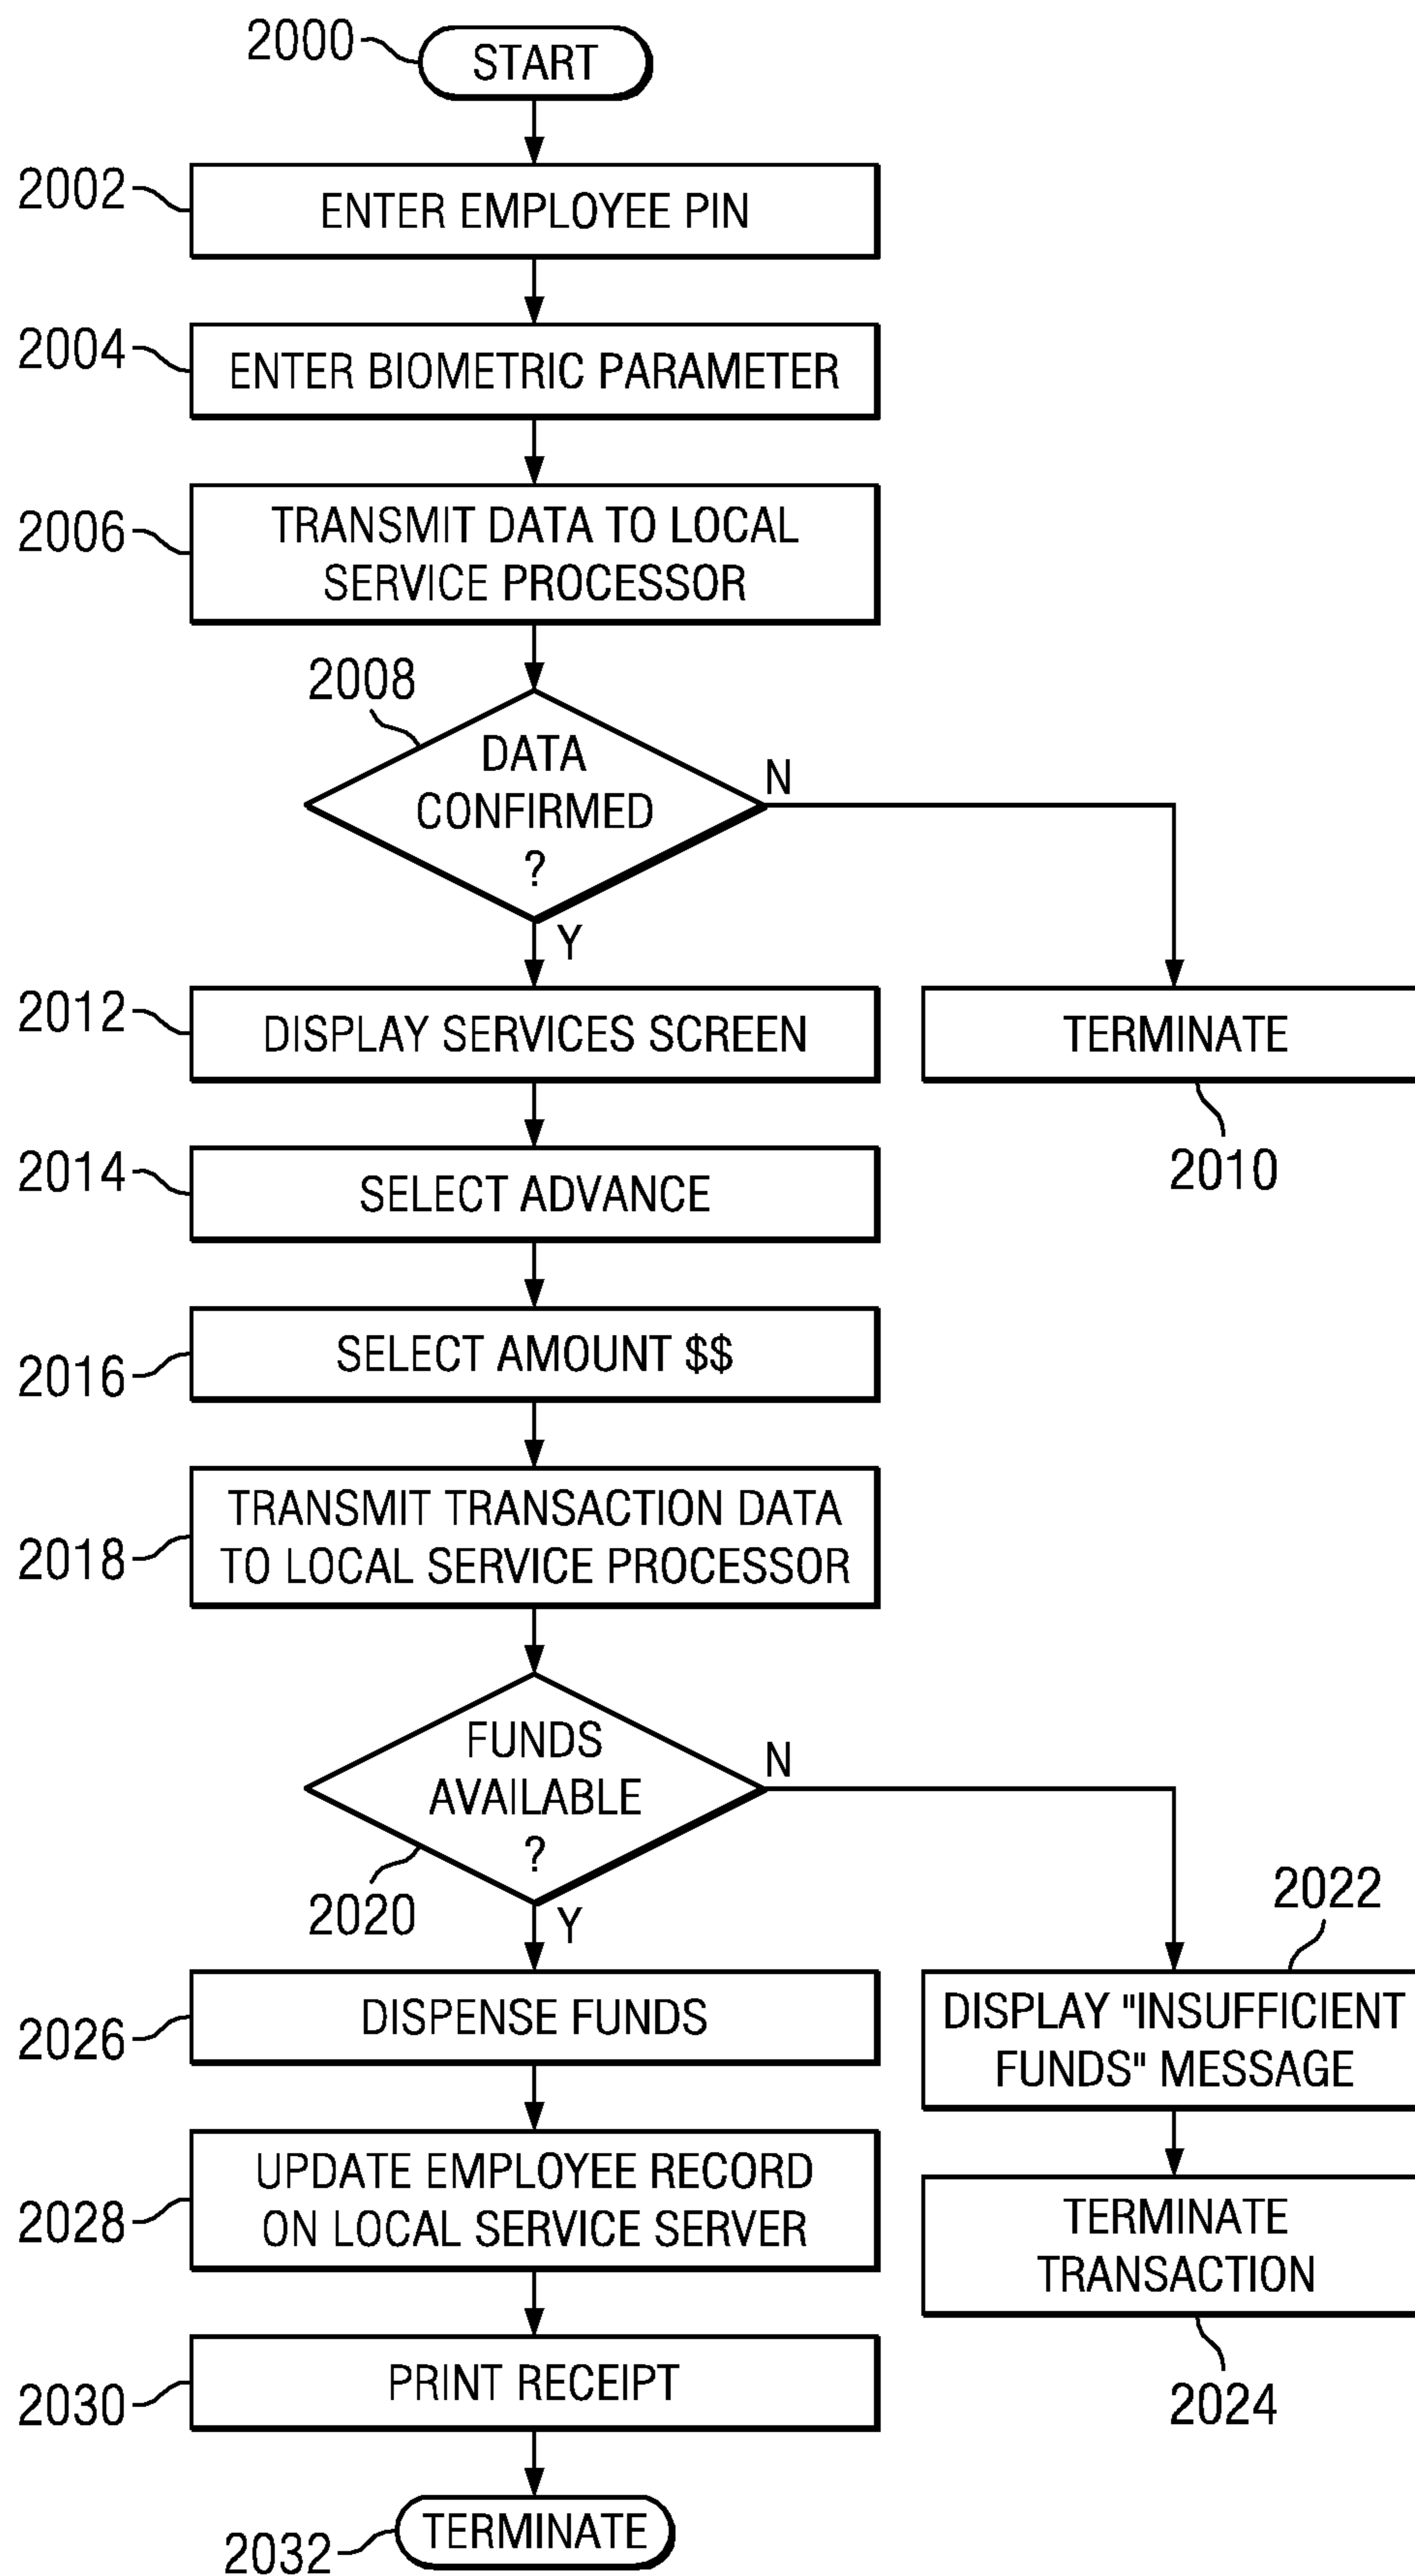 2000
START
2002
ENTER EMPLOYEE PIN
2004
ENTER BIOMETRIC PARAMETER
2006
TRANSMIT DATA TO LOCAL
SERVICE PROCESSOR
2008
DATA
CONFIRMED
?
N
Y
2012
DISPLAY SERVICES SCREEN
TERMINATE
2010
2014
SELECT ADVANCE
2016
SELECT AMOUNT $$
2018
TRANSMIT TRANSACTION DATA
TO LOCAL SERVICE PROCESSOR
FUNDS
AVAILABLE
?
N
2020
Y
2022
2026
DISPENSE FUNDS
DISPLAY "INSUFFICIENT
FUNDS" MESSAGE
2028
UPDATE EMPLOYEE RECORD
ON LOCAL SERVICE SERVER
TERMINATE
TRANSACTION
2024
2030
PRINT RECEIPT
2032
TERMINATE